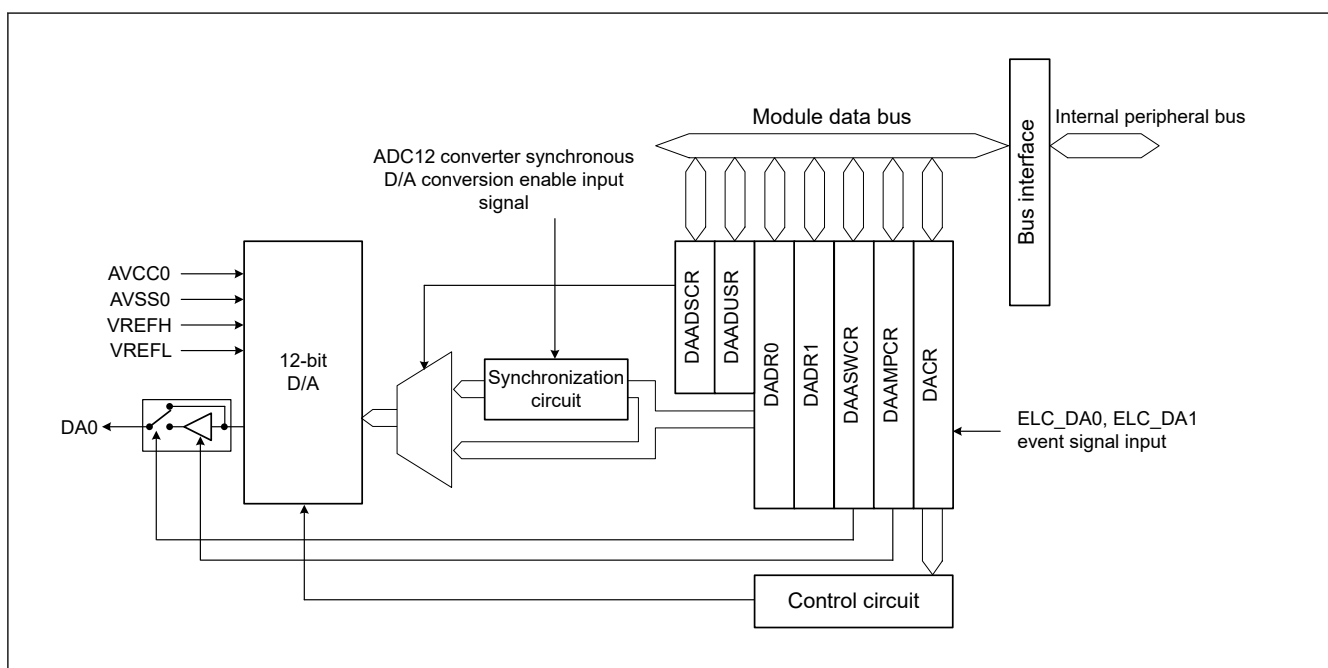 Module data bus
Internal peripheral bus
Bus interface
ADC12 converter synchronous
D/A conversion enable input
signal
AVCC0
AVSS0
VREFH
VREFL
12-bit
D/A
Synchronization
circuit
DAADSCR
DAADUSR
DADR0
DADR1
DAASWCR
DAAMPCR
DACR
DA0
ELC_DA0, ELC_DA1
event signal input
Control circuit